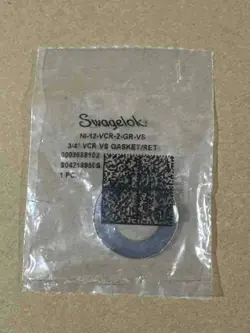 Swagelok
NI-12-VCR-2-GR-VS
3/4" VCR VS GASKET/RET
1 PC